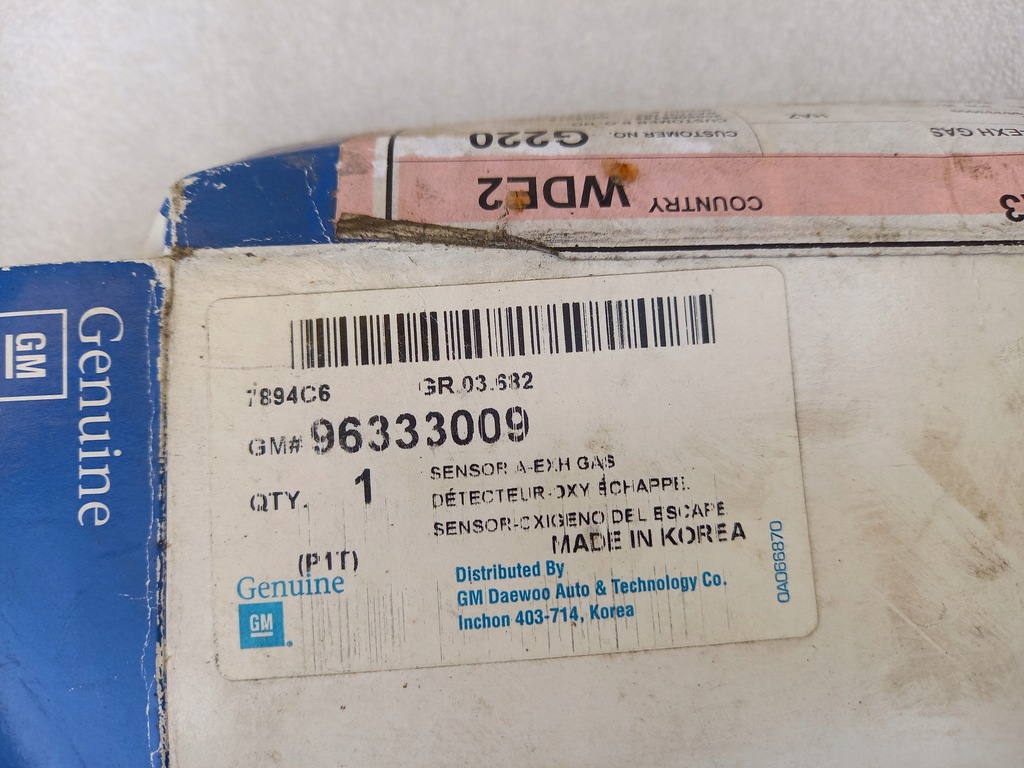 CUSTOMER NO. G220
-EXH GAS
COUNTRY WDE2
Genuine
GM
7894C6 GR.03.682
GM# 96333009
QTY. 1
SENSOR A-EXH GAS
DÉTECTEUR-OXY ÉCHAPPE.
SENSOR-OXIGENO DEL ESCAPE
MADE IN KOREA
(P1T)
Genuine
GM
Distributed By
GM Daewoo Auto & Technology Co.
Inchon 403-714, Korea
0A066870